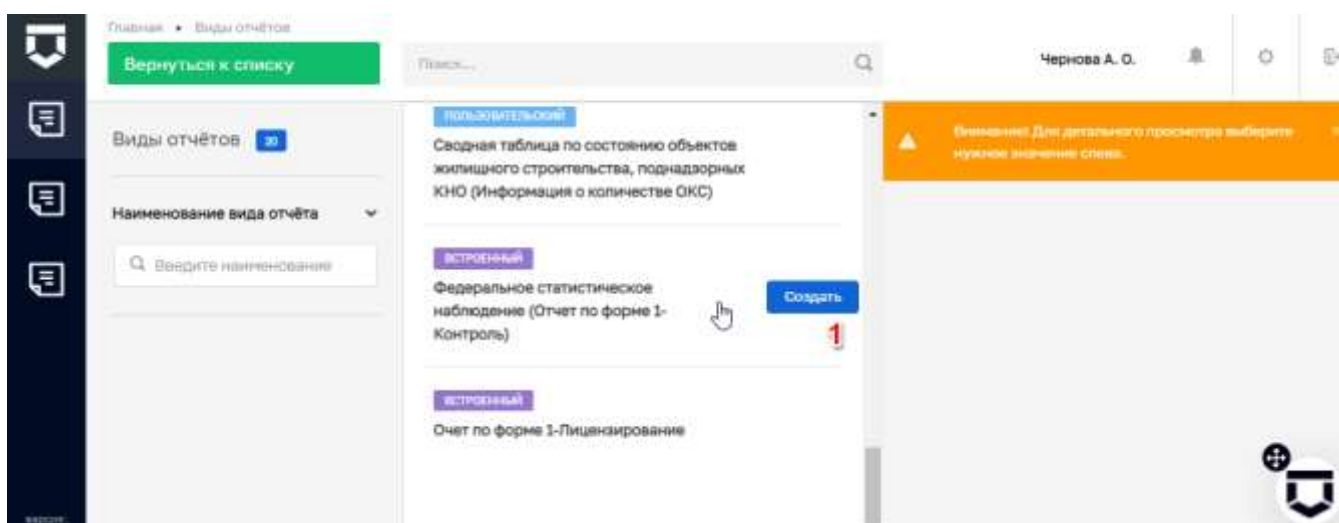 Главная • Виды отчётов
Вернуться к списку
Поиск...
Чернова А. О.
Виды отчётов 20
Наименование вида отчёта
Введите наименование
ПОЛЬЗОВАТЕЛЬСКИЙ
Сводная таблица по состоянию объектов
жилищного строительства, поднадзорных
КНО (Информация о количестве ОКС)
ВСТРОЕННЫЙ
Федеральное статистическое
наблюдение (Отчет по форме 1-
Контроль)
Создать
1
ВСТРОЕННЫЙ
Очет по форме 1-Лицензирование
Внимание! Для детального просмотра выберите
нужное значение слева.